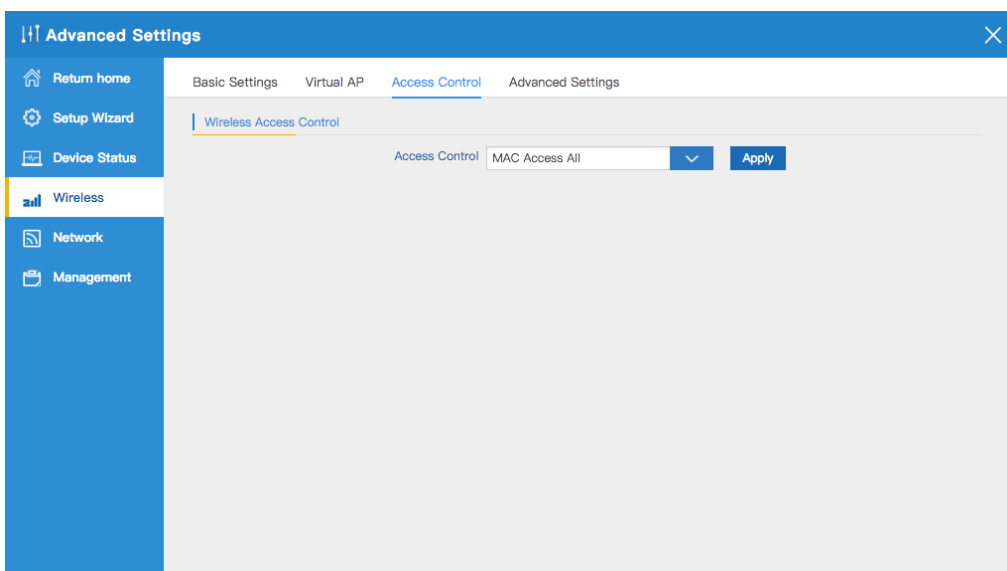 Advanced Settings
Return home
Setup Wizard
Device Status
Wireless
Network
Management
Basic Settings Virtual AP Access Control Advanced Settings
Wireless Access Control
Access Control MAC Access All Apply